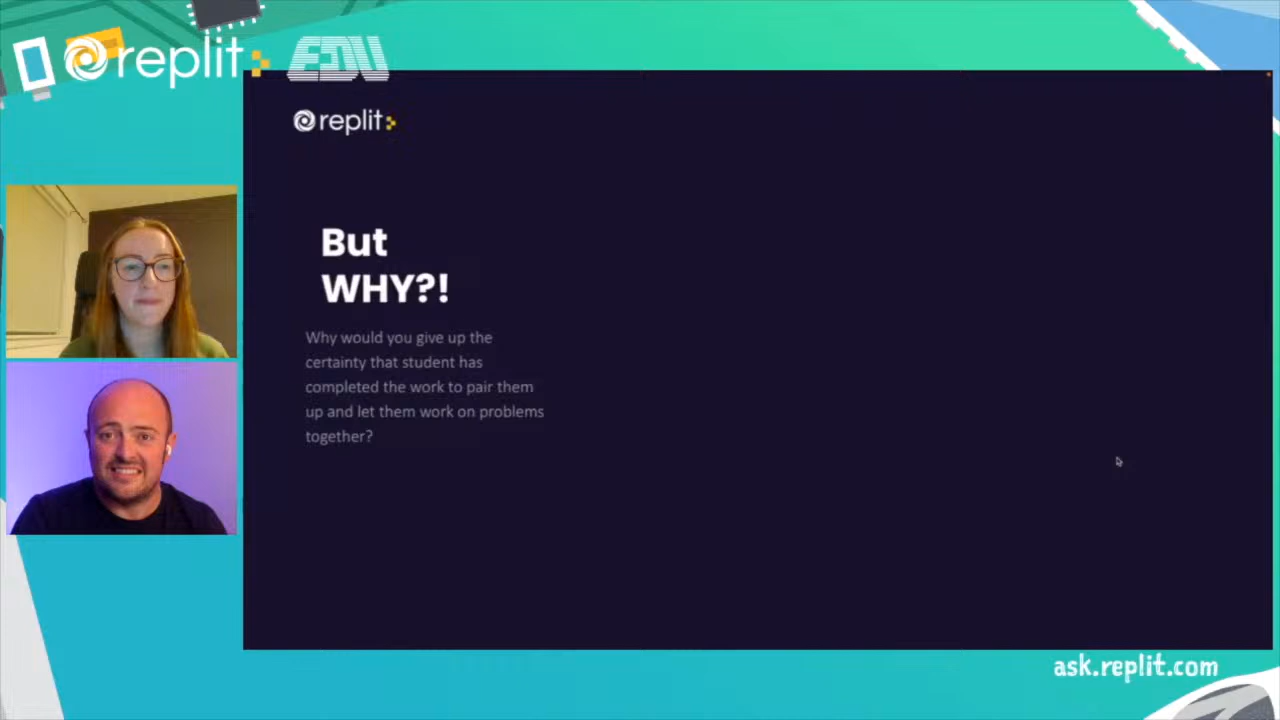 replit
EDU
replit
But
WHY?!
Why would you give up the
certainty that student has
completed the work to pair them
up and let them work on problems
together?
ask.replit.com